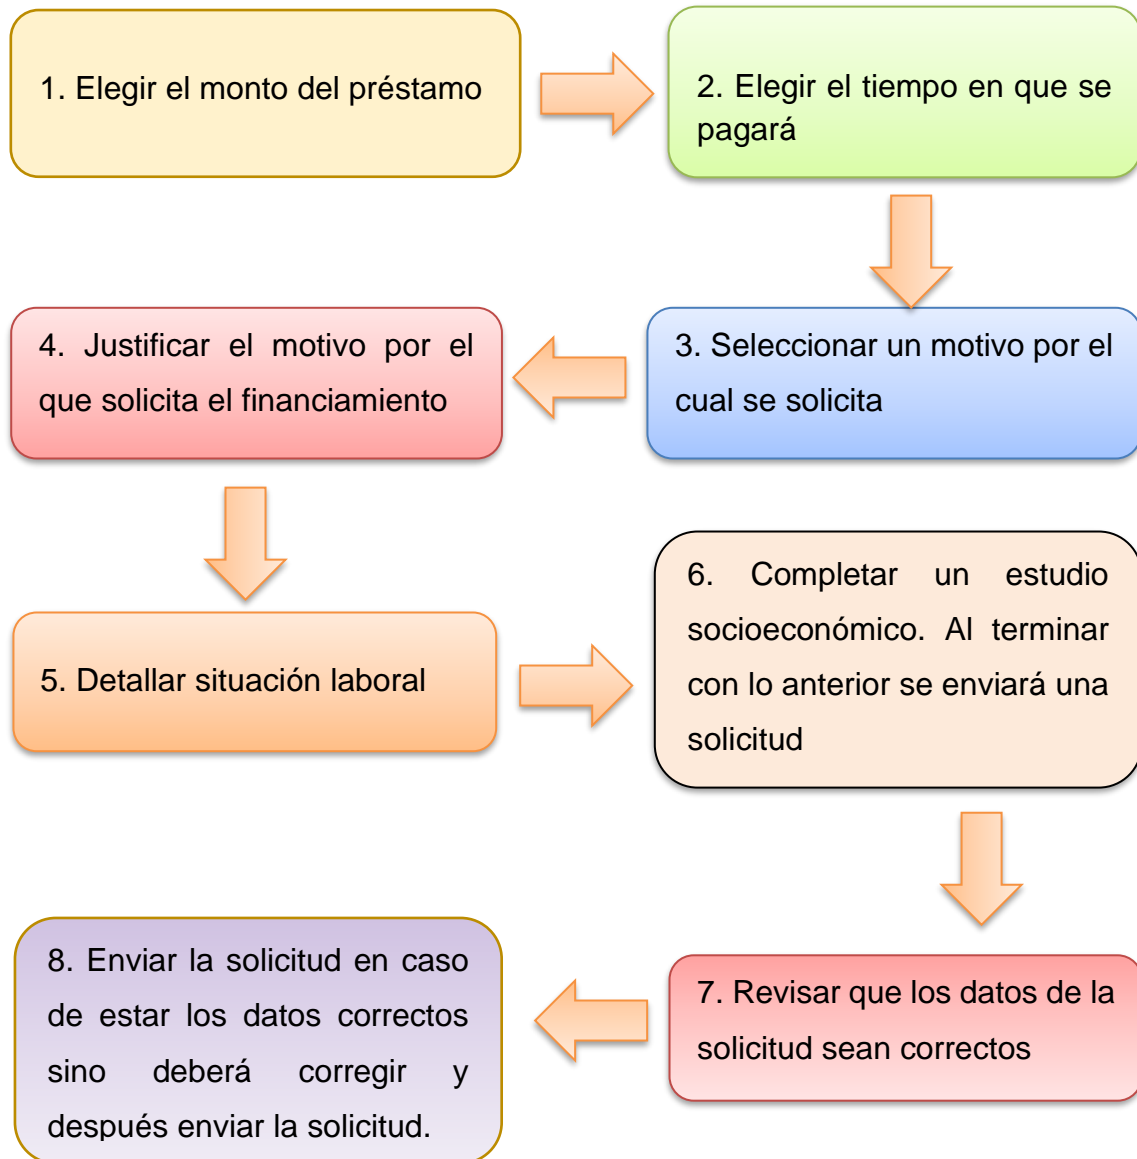 1. Elegir el monto del préstamo
2. Elegir el tiempo en que se
pagará
3. Seleccionar un motivo por el
cual se solicita
4. Justificar el motivo por el
que solicita el financiamiento
5. Detallar situación laboral
6. Completar un estudio
socioeconómico. Al terminar
con lo anterior se enviará una
solicitud
7. Revisar que los datos de la
solicitud sean correctos
8. Enviar la solicitud en caso
de estar los datos correctos
sino deberá corregir y
después enviar la solicitud.